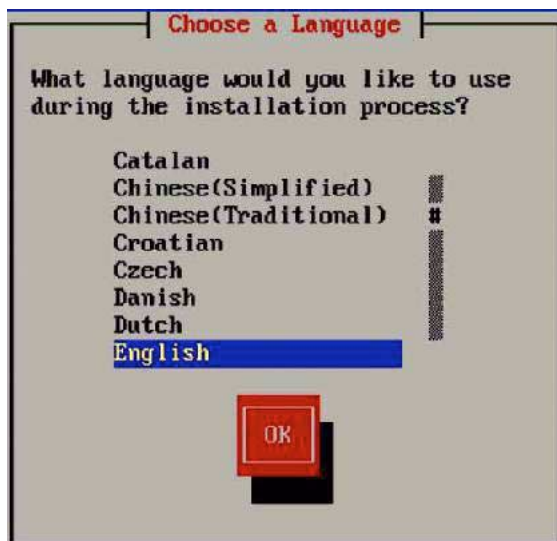 Choose a Language
What language would you like to use
during the installation process?
Catalan
Chinese(Simplified)
Chinese(Traditional) #
Croatian
Czech
Danish
Dutch
English
OK